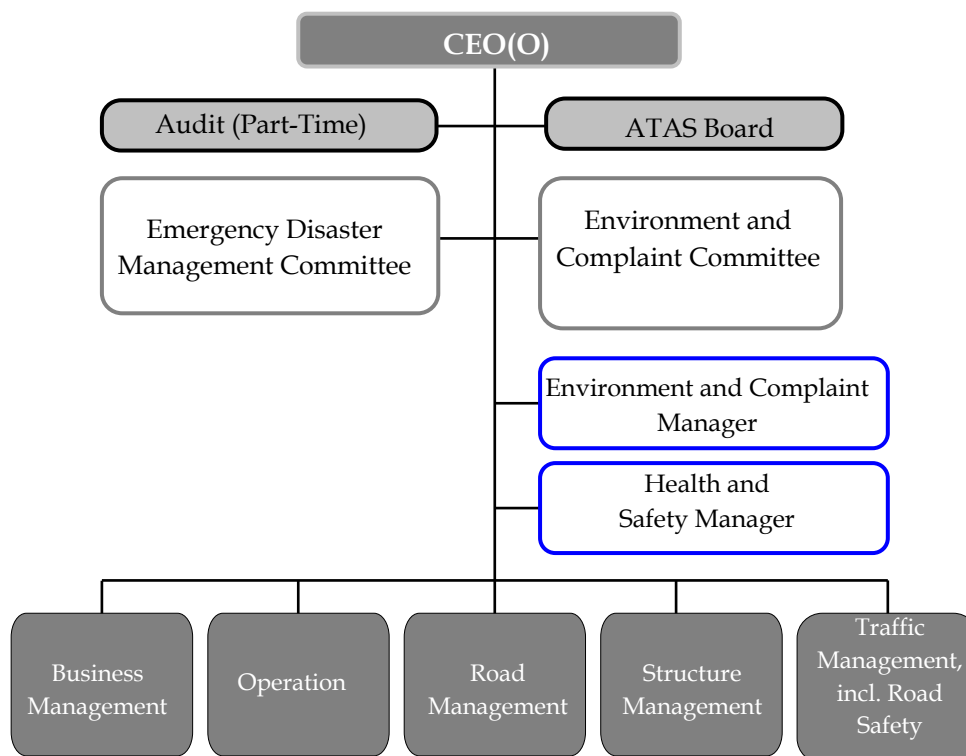 CEO(O)
Audit (Part-Time)
ATAS Board
Emergency Disaster
Management Committee
Environment and
Complaint Committee
Environment and Complaint
Manager
Health and
Safety Manager
Business
Management
Operation
Road
Management
Structure
Management
Traffic
Management,
incl. Road
Safety